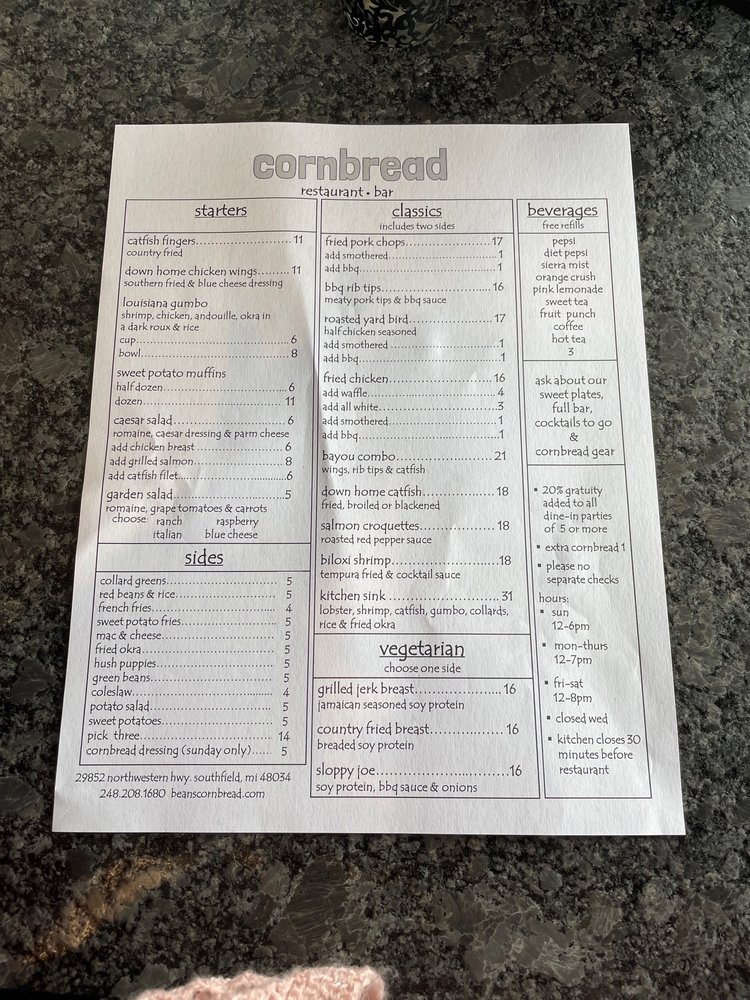 cornbread
restaurant • bar
starters
catfish fingers........................ 11
country fried
down home chicken wings........ 11
southern fried & blue cheese dressing
louisiana gumbo
shrimp, chicken, andouille, okra in
a dark roux & rice
cup....................................... 6
bowl...................................... 8
sweet potato muffins
half dozen................................ 6
dozen.................................... 11
caesar salad............................. 6
romaine, caesar dressing & parm cheese
add chicken breast....................... 6
add grilled salmon....................... 8
add catfish filet........................ 6
garden salad............................. 5
romaine, grape tomatoes & carrots
choose: ranch raspberry
italian blue cheese
sides
collard greens........................... 5
red beans & rice......................... 5
french fries............................. 4
sweet potato fries....................... 5
mac & cheese............................. 5
fried okra............................... 5
hush puppies............................. 5
green beans.............................. 5
coleslaw................................. 4
potato salad............................. 5
sweet potatoes........................... 5
pick three............................... 14
cornbread dressing (sunday only)..... 5
29852 northwestern hwy. southfield, mi 48034
248.208.1680 beanscornbread.com
classics
includes two sides
fried pork chops......................... 17
add smothered............................ 1
add bbq.................................. 1
bbq rib tips............................. 16
meaty pork tips & bbq sauce
roasted yard bird........................ 17
half chicken seasoned
add smothered............................ 1
add bbq.................................. 1
fried chicken............................ 16
add waffle............................... 4
add all white............................ 3
add smothered............................ 1
add bbq.................................. 1
bayou combo.............................. 21
wings, rib tips & catfish
down home catfish........................ 18
fried, broiled or blackened
salmon croquettes........................ 18
roasted red pepper sauce
biloxi shrimp............................ 18
tempura fried & cocktail sauce
kitchen sink............................. 31
lobster, shrimp, catfish, gumbo, collards,
rice & fried okra
vegetarian
choose one side
grilled jerk breast...................... 16
jamaican seasoned soy protein
country fried breast..................... 16
breaded soy protein
sloppy joe............................... 16
soy protein, bbq sauce & onions
beverages
free refills
pepsi
diet pepsi
sierra mist
orange crush
pink lemonade
sweet tea
fruit punch
coffee
hot tea
3
ask about our
sweet plates,
full bar,
cocktails to go
&
cornbread gear
▪ 20% gratuity
added to all
dine-in parties
of 5 or more
▪ extra cornbread 1
▪ please no
separate checks
hours:
▪ sun
12-6pm
▪ mon-thurs
12-7pm
▪ fri-sat
12-8pm
▪ closed wed
▪ kitchen closes 30
minutes before
restaurant